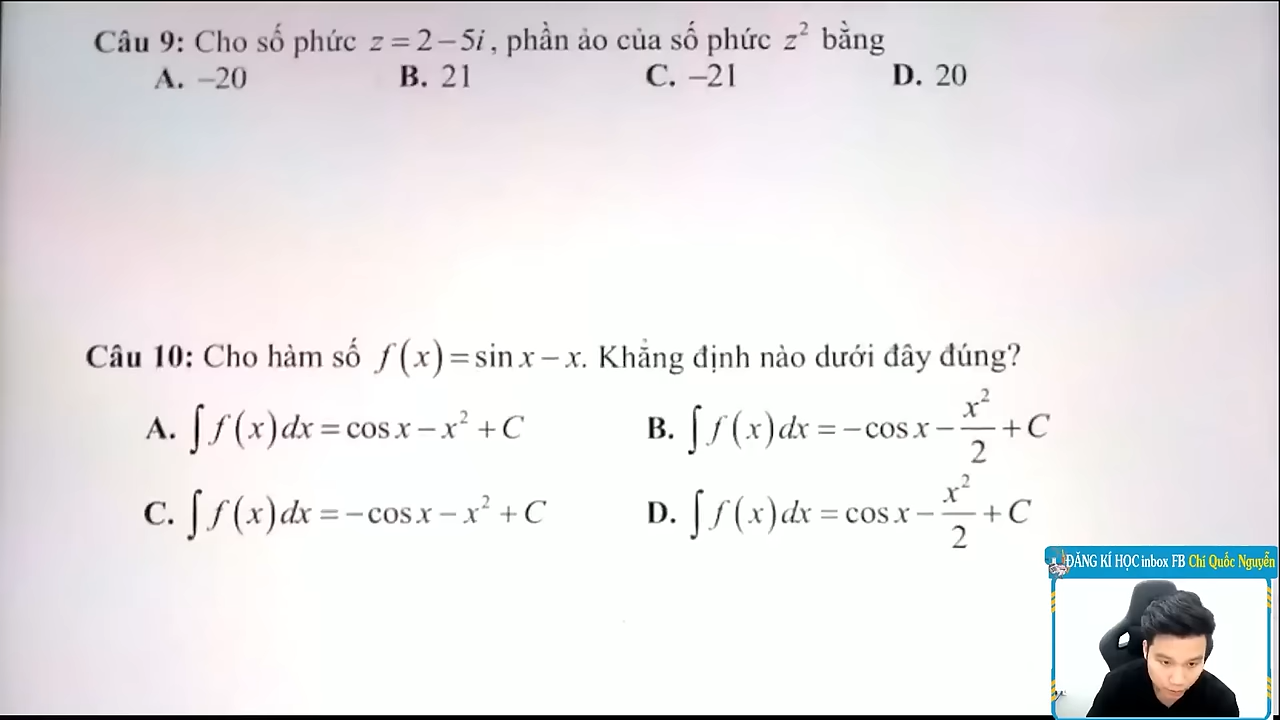 Câu 9: Cho số phức z = 2 − 5i, phần ảo của số phức z² bằng
A. −20 B. 21 C. −21 D. 20
Câu 10: Cho hàm số f(x) = sin x − x. Khẳng định nào dưới đây đúng?
A. ∫ f(x)dx = cos x − x² + C B. ∫ f(x)dx = −cos x − x²/2 + C
C. ∫ f(x)dx = −cos x − x² + C D. ∫ f(x)dx = cos x − x²/2 + C
ĐĂNG KÍ HỌC inbox FB Chí Quốc Nguyễn